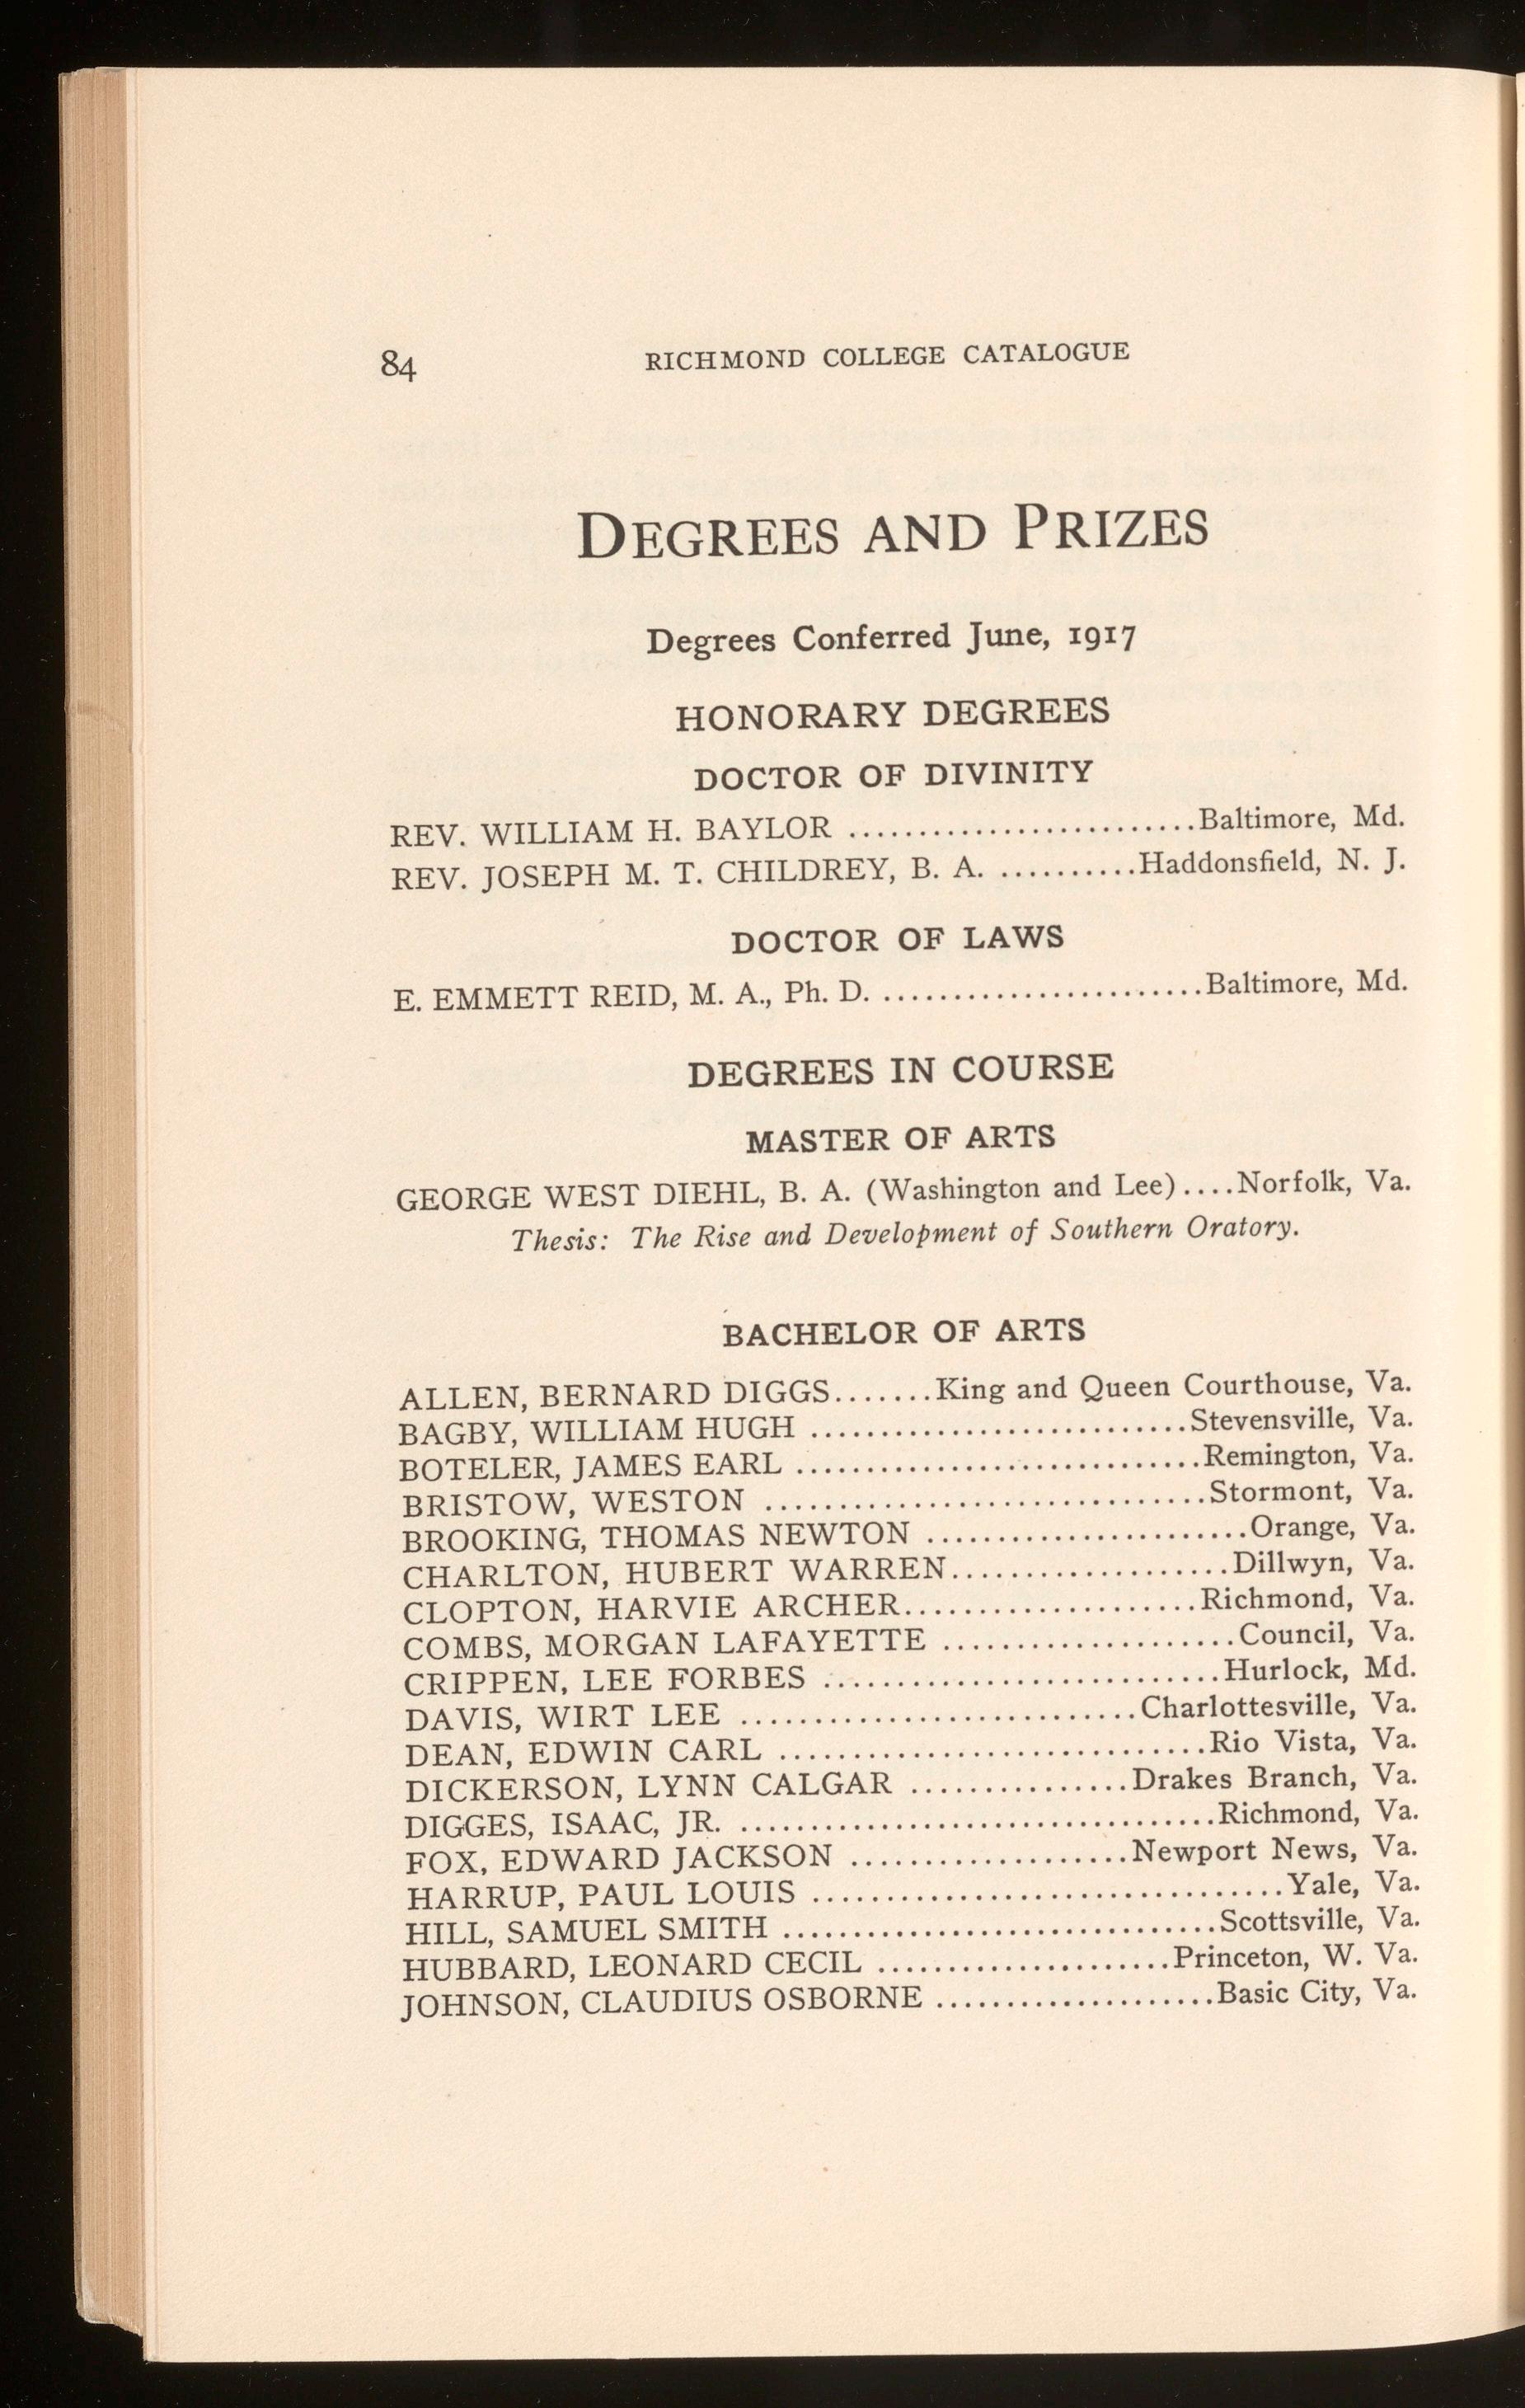 84
RICHMOND COLLEGE CATALOGUE
DEGREES AND PRIZES
Degrees Conferred June, 1917
HONORARY DEGREES
DOCTOR OF DIVINITY
REV. WILLIAM H. BAYLOR .........................Baltimore, Md.
REV. JOSEPH M. T. CHILDREY, B. A. ..........Haddonsfield, N. J.
DOCTOR OF LAWS
E. EMMETT REID, M. A., Ph. D. .......................Baltimore, Md.
DEGREES IN COURSE
MASTER OF ARTS
GEORGE WEST DIEHL, B. A. (Washington and Lee)....Norfolk, Va.
Thesis: The Rise and Development of Southern Oratory.
BACHELOR OF ARTS
ALLEN, BERNARD DIGGS.......King and Queen Courthouse, Va.
BAGBY, WILLIAM HUGH ...........................Stevensville, Va.
BOTELER, JAMES EARL .............................Remington, Va.
BRISTOW, WESTON ...............................Stormont, Va.
BROOKING, THOMAS NEWTON .......................Orange, Va.
CHARLTON, HUBERT WARREN....................Dillwyn, Va.
CLOPTON, HARVIE ARCHER.....................Richmond, Va.
COMBS, MORGAN LAFAYETTE .....................Council, Va.
CRIPPEN, LEE FORBES ............................Hurlock, Md.
DAVIS, WIRT LEE ............................Charlottesville, Va.
DEAN, EDWIN CARL ..............................Rio Vista, Va.
DICKERSON, LYNN CALGAR ...............Drakes Branch, Va.
DIGGES, ISAAC, JR. ..................................Richmond, Va.
FOX, EDWARD JACKSON ...................Newport News, Va.
HARRUP, PAUL LOUIS .................................Yale, Va.
HILL, SAMUEL SMITH ...............................Scottsville, Va.
HUBBARD, LEONARD CECIL .....................Princeton, W. Va.
JOHNSON, CLAUDIUS OSBORNE ....................Basic City, Va.